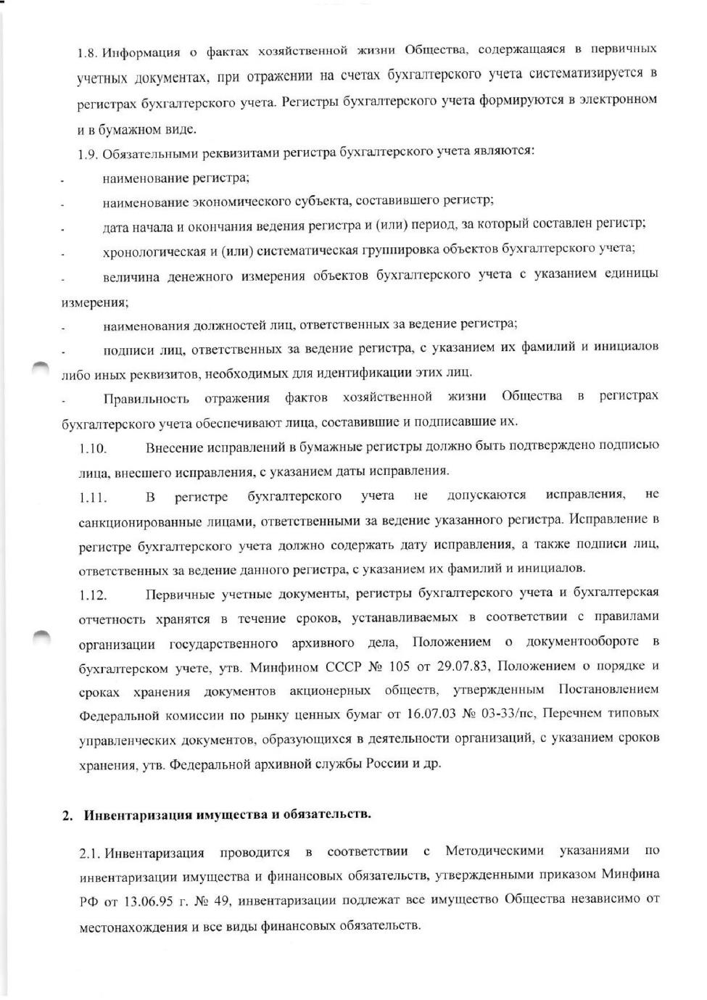 1.8. Информация о фактах хозяйственной жизни Общества, содержащаяся в первичных
учетных документах, при отражении на счетах бухгалтерского учета систематизируется в
регистрах бухгалтерского учета. Регистры бухгалтерского учета формируются в электронном
и в бумажном виде.
1.9. Обязательными реквизитами регистра бухгалтерского учета являются:
- наименование регистра;
- наименование экономического субъекта, составившего регистр;
- дата начала и окончания ведения регистра и (или) период, за который составлен регистр;
- хронологическая и (или) систематическая группировка объектов бухгалтерского учета;
- величина денежного измерения объектов бухгалтерского учета с указанием единицы
измерения;
- наименования должностей лиц, ответственных за ведение регистра;
- подписи лиц, ответственных за ведение регистра, с указанием их фамилий и инициалов
либо иных реквизитов, необходимых для идентификации этих лиц.
- Правильность отражения фактов хозяйственной жизни Общества в регистрах
бухгалтерского учета обеспечивают лица, составившие и подписавшие их.
1.10. Внесение исправлений в бумажные регистры должно быть подтверждено подписью
лица, внесшего исправления, с указанием даты исправления.
1.11. В регистре бухгалтерского учета не допускаются исправления, не
санкционированные лицами, ответственными за ведение указанного регистра. Исправление в
регистре бухгалтерского учета должно содержать дату исправления, а также подписи лиц,
ответственных за ведение данного регистра, с указанием их фамилий и инициалов.
1.12. Первичные учетные документы, регистры бухгалтерского учета и бухгалтерская
отчетность хранятся в течение сроков, устанавливаемых в соответствии с правилами
организации государственного архивного дела, Положением о документообороте в
бухгалтерском учете, утв. Минфином СССР № 105 от 29.07.83, Положением о порядке и
сроках хранения документов акционерных обществ, утвержденным Постановлением
Федеральной комиссии по рынку ценных бумаг от 16.07.03 № 03-33/пс, Перечнем типовых
управленческих документов, образующихся в деятельности организаций, с указанием сроков
хранения, утв. Федеральной архивной службы России и др.
2. Инвентаризация имущества и обязательств.
2.1. Инвентаризация проводится в соответствии с Методическими указаниями по
инвентаризации имущества и финансовых обязательств, утвержденными приказом Минфина
РФ от 13.06.95 г. № 49, инвентаризации подлежат все имущество Общества независимо от
местонахождения и все виды финансовых обязательств.